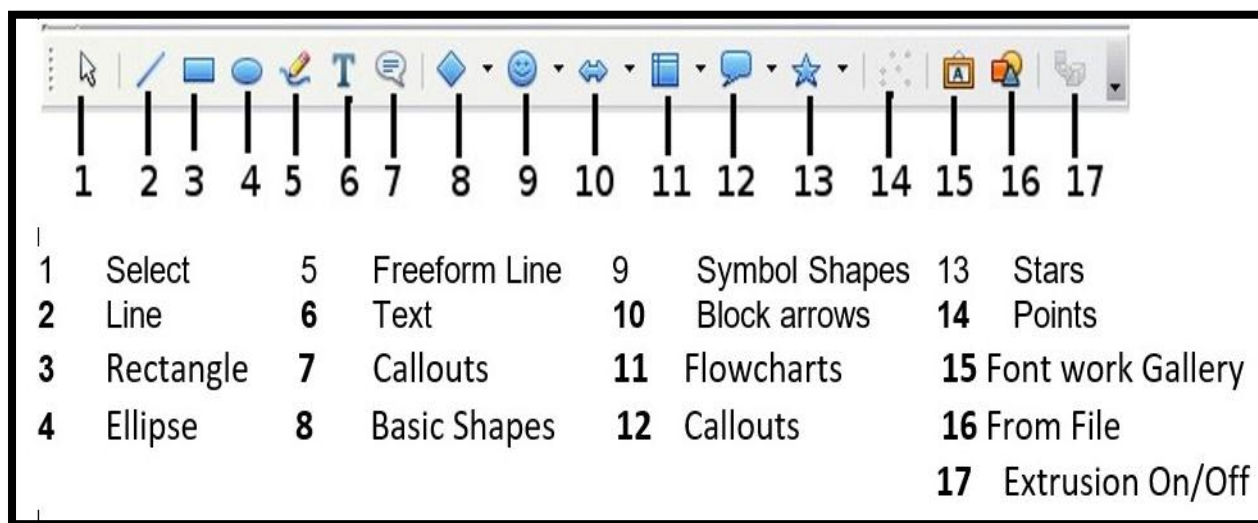 T
A
1 2 3 4 5 6 7 8 9 10 11 12 13 14 15 16 17
1 Select 5 Freeform Line 9 Symbol Shapes 13 Stars
2 Line 6 Text 10 Block arrows 14 Points
3 Rectangle 7 Callouts 11 Flowcharts 15 Font work Gallery
4 Ellipse 8 Basic Shapes 12 Callouts 16 From File
17 Extrusion On/Off